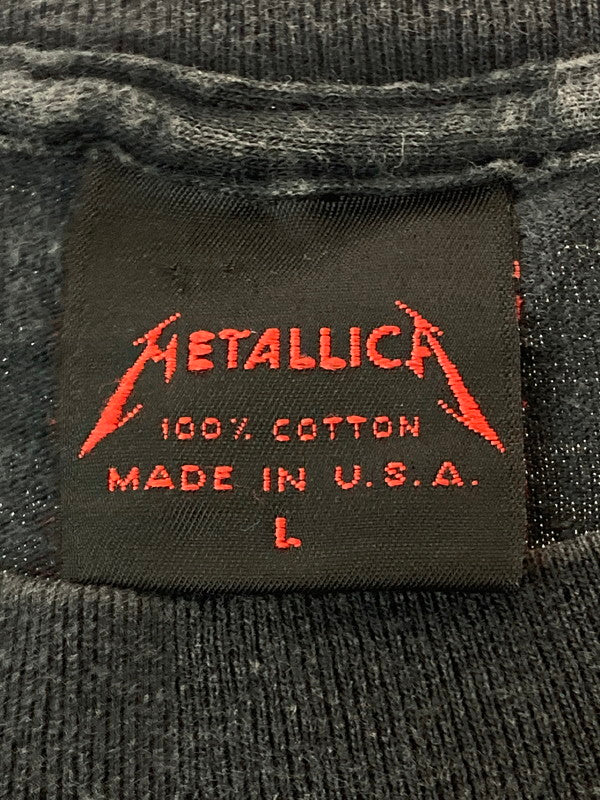 METALLICA
100% COTTON
MADE IN U.S.A.
L